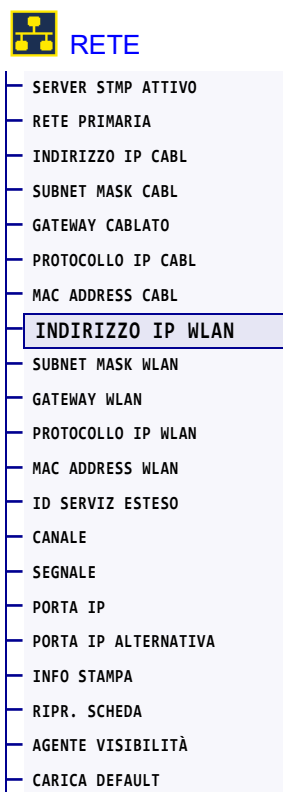 RETE
SERVER STMP ATTIVO
RETE PRIMARIA
INDIRIZZO IP CABL
SUBNET MASK CABL
GATEWAY CABLATO
PROTOCOLLO IP CABL
MAC ADDRESS CABL
INDIRIZZO IP WLAN
SUBNET MASK WLAN
GATEWAY WLAN
PROTOCOLLO IP WLAN
MAC ADDRESS WLAN
ID SERVIZ ESTESO
CANALE
SEGNALE
PORTA IP
PORTA IP ALTERNATIVA
INFO STAMPA
RIPR. SCHEDA
AGENTE VISIBILITÀ
CARICA DEFAULT